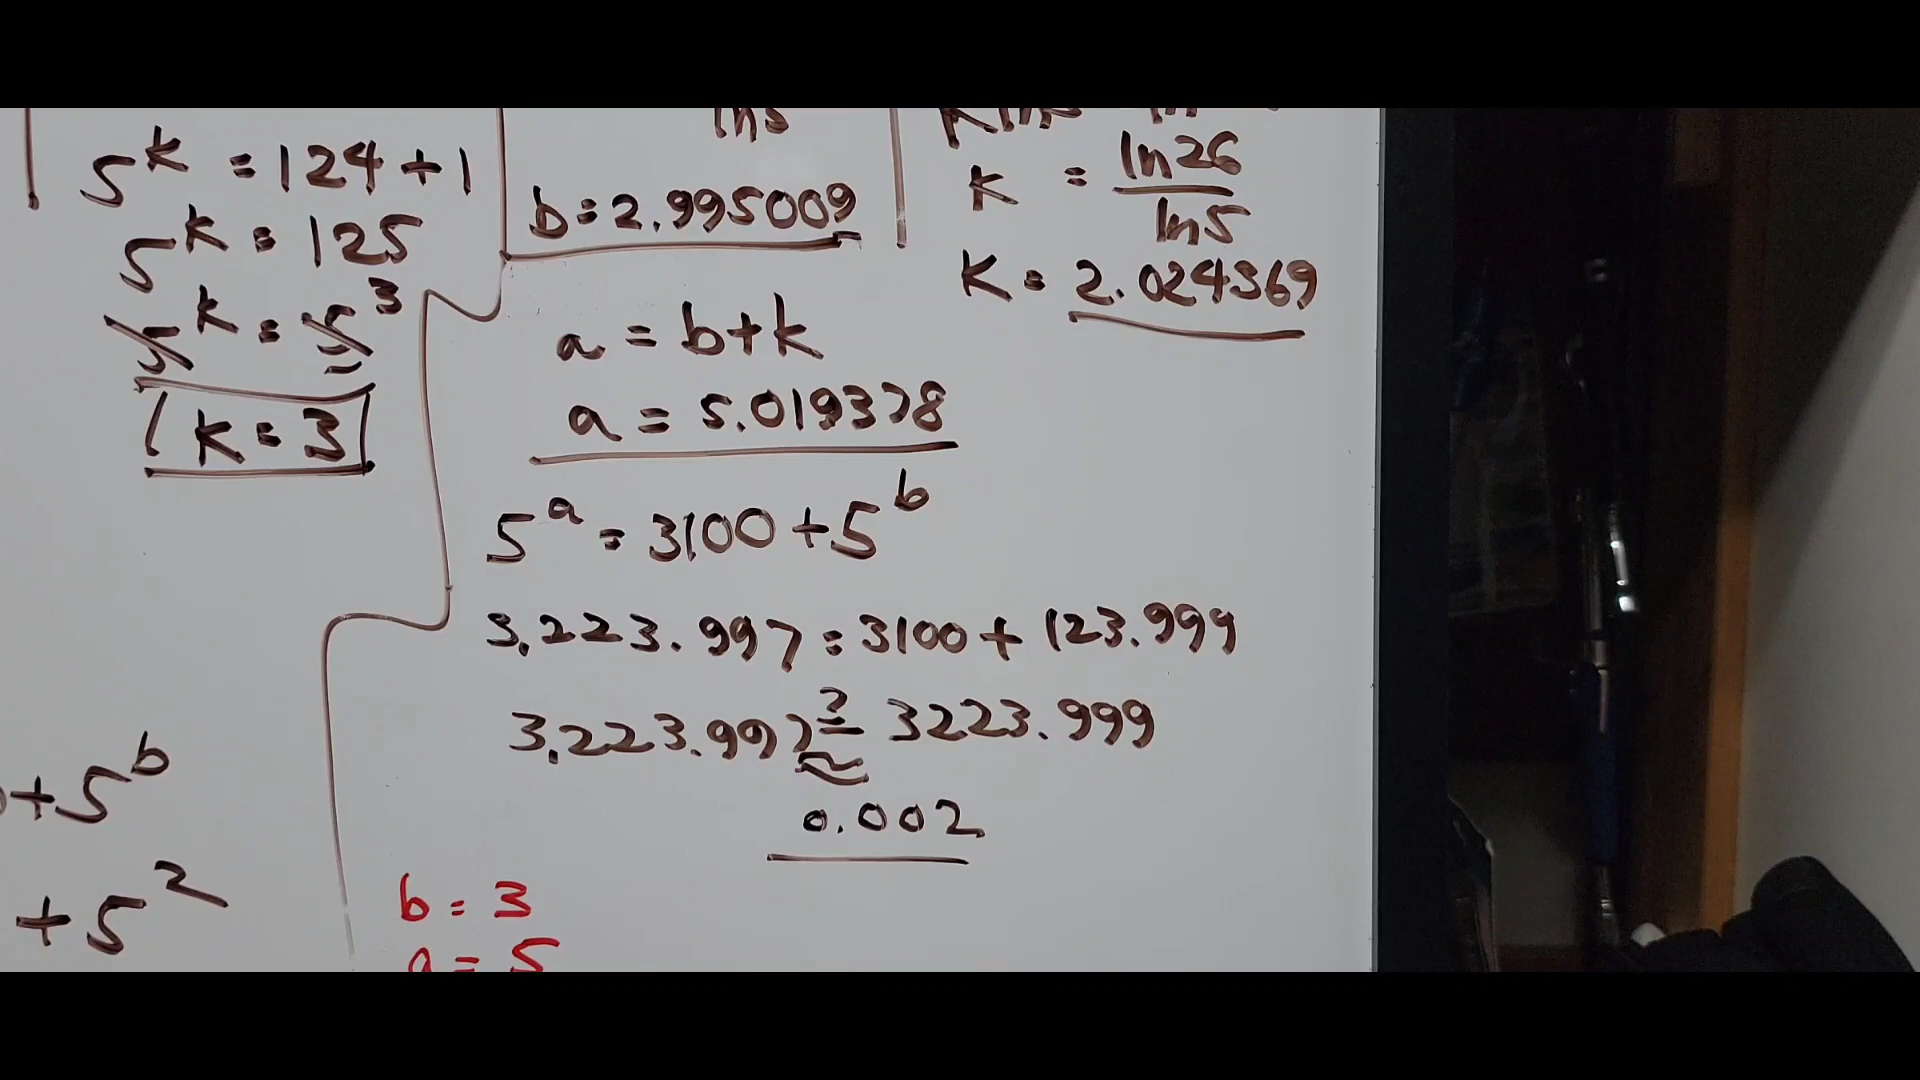 5^k = 124 + 1
5^k = 125
5^k = 5^3
k = 3
+ 5^b
+ 5^2
ln5
b = 2.995009
a = b + k
a = 5.019378
5^a = 3100 + 5^b
3,223.997 = 3100 + 123.999
3,223.997 ≟ 3223.999
≈
0.002
b = 3
a = 5
K = ln26 / ln5
K = 2.024369